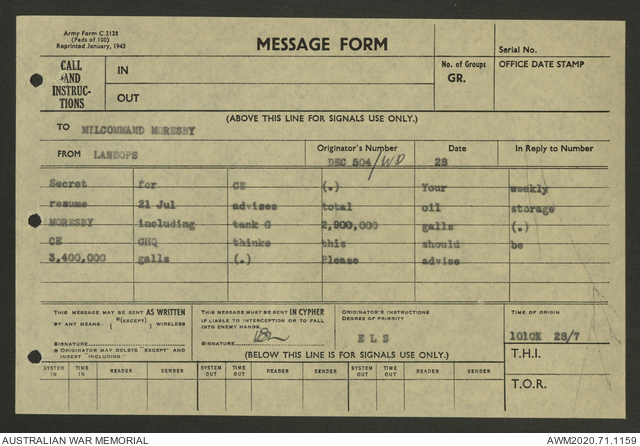 Army Form C.2128
(Pads of 100)
Reprinted January, 1943
MESSAGE FORM
Serial No.
CALL AND INSTRUC-TIONS
IN
OUT
No. of Groups
GR.
OFFICE DATE STAMP
(ABOVE THIS LINE FOR SIGNALS USE ONLY.)
TO MILCOMMAND MORESBY
FROM LANDOPS
Originator's Number
DEC 504/WD
Date
28
In Reply to Number
Secret for CE (.) Your weekly
resume 21 Jul advises total oil storage
MORESBY including tank G 2,900,000 galls (.)
CE GHQ thinks this should be
3,400,000 galls (.) Please advise
THIS MESSAGE MAY BE SENT AS WRITTEN
BY ANY MEANS: *(EXCEPT) ( ) WIRELESS
SIGNATURE
ORIGINATOR MAY DELETE "EXCEPT" AND
INSERT "INCLUDING."
THIS MESSAGE MUST BE SENT IN CYPHER
IF LIABLE TO INTERCEPTION OR TO FALL
INTO ENEMY HANDS.
SIGNATURE
ORIGINATOR'S INSTRUCTIONS
DEGREE OF PRIORITY
E L S
TIME OF ORIGIN
1010K 28/7
(BELOW THIS LINE IS FOR SIGNALS USE ONLY.)
T.H.I.
T.O.R.
SYSTEM IN TIME IN READER SENDER SYSTEM OUT TIME OUT READER SENDER SYSTEM OUT TIME OUT READER SENDER
AUSTRALIAN WAR MEMORIAL
AWM2020.71.1159